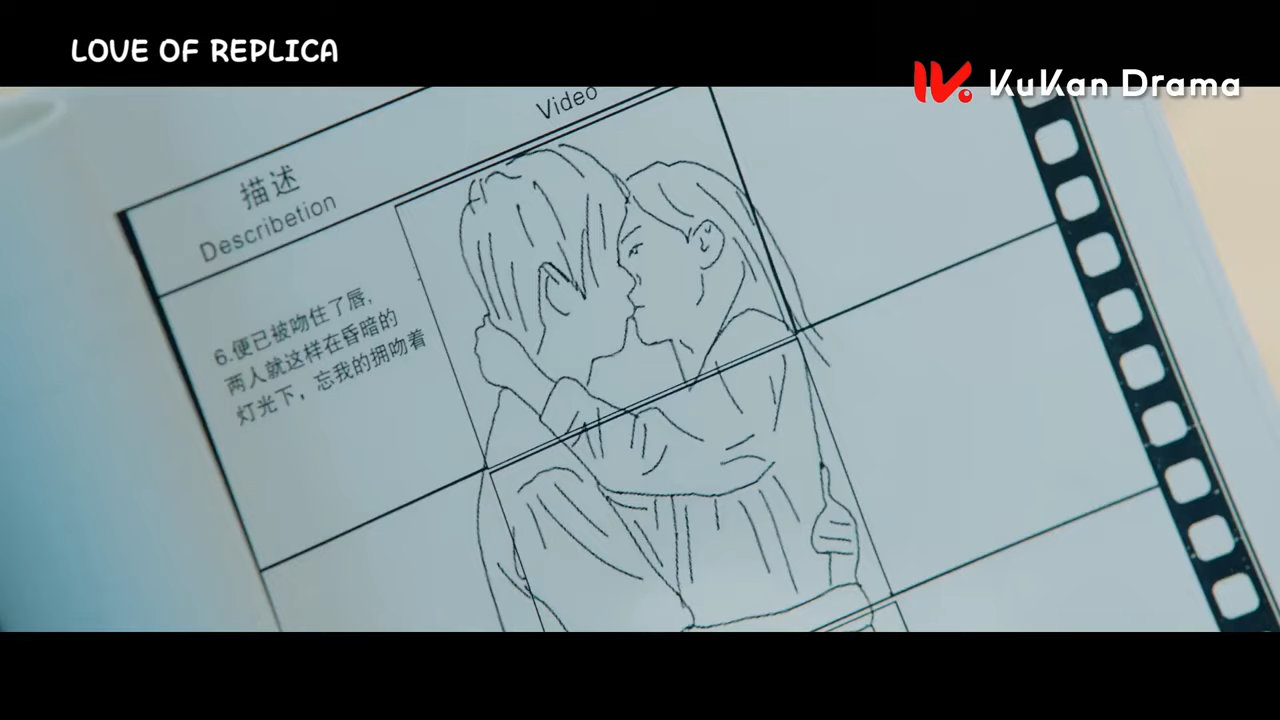 LOVE OF REPLICA
KuKan Drama
Video
描述
Describetion
6.便已被吻住了唇,
两人就这样在昏暗的
灯光下，忘我的拥吻着